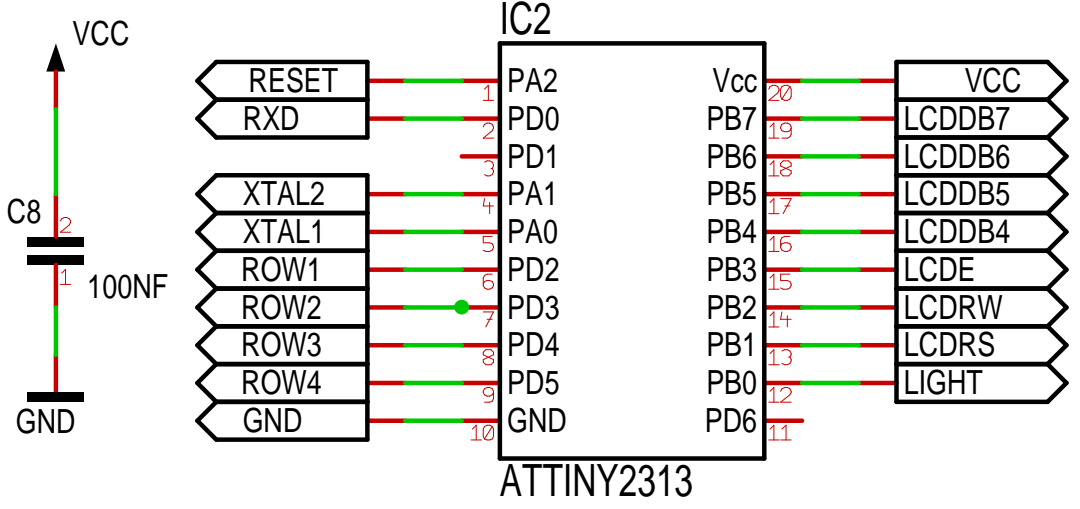 IC2
VCC
RESET 1 PA2 Vcc 20 VCC
RXD 2 PD0 PB7 19 LCDDB7
3 PD1 PB6 18 LCDDB6
XTAL2 4 PA1 PB5 17 LCDDB5
C8 2
XTAL1 5 PA0 PB4 16 LCDDB4
1 100NF
ROW1 6 PD2 PB3 15 LCDE
ROW2 7 PD3 PB2 14 LCDRW
ROW3 8 PD4 PB1 13 LCDRS
ROW4 9 PD5 PB0 12 LIGHT
GND
GND 10 GND PD6 11
ATTINY2313